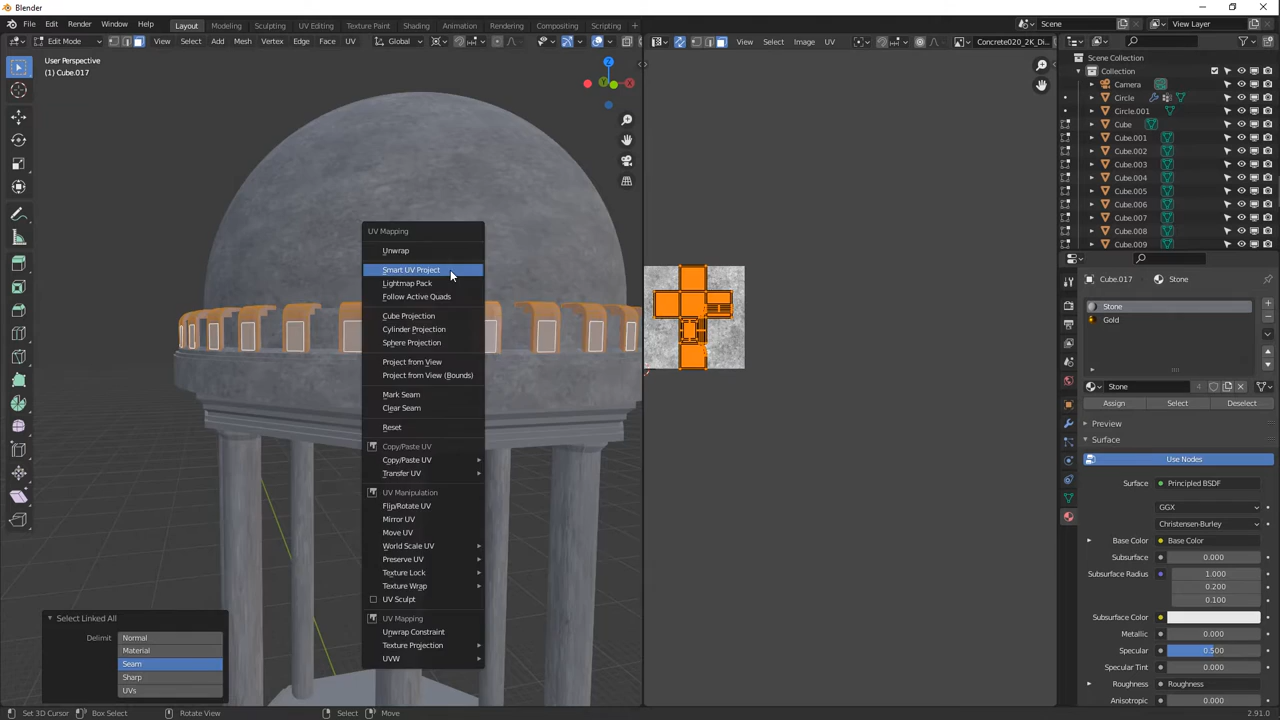 Blender
File Edit Render Window Help Layout Modeling Sculpting UV Editing Texture Paint Shading Animation Rendering Compositing Scripting + Scene View Layer
Edit Mode View Select Add Mesh Vertex Edge Face UV Global View Select Image UV Concrete020_2K_Di...
User Perspective
(1) Cube.017
Z
Y
X
Scene Collection
Collection
Camera
Circle
Circle.001
Cube
Cube.001
Cube.002
Cube.003
Cube.004
Cube.005
Cube.006
Cube.007
Cube.008
Cube.009
UV Mapping
Unwrap
Smart UV Project
Lightmap Pack
Follow Active Quads
Cube Projection
Cylinder Projection
Sphere Projection
Project from View
Project from View (Bounds)
Mark Seam
Clear Seam
Reset
Copy/Paste UV
Copy/Paste UV
Transfer UV
UV Manipulation
Flip/Rotate UV
Mirror UV
Move UV
World Scale UV
Preserve UV
Texture Lock
Texture Wrap
UV Sculpt
UV Mapping
Unwrap Constraint
Texture Projection
UVW
Select Linked All
Delimit Normal
Material
Seam
Sharp
UVs
Cube.017 Stone
Stone
Gold
Stone 4
Assign Select Deselect
Preview
Surface
Use Nodes
Surface Principled BSDF
GGX
Christensen-Burley
Base Color Base Color
Subsurface 0.000
Subsurface Radius 1.000
0.200
0.100
Subsurface Color
Metallic 0.000
Specular 0.500
Specular Tint 0.000
Roughness Roughness
Anisotropic 0.000
Set 3D Cursor Box Select Rotate View Select Move 2.91.0